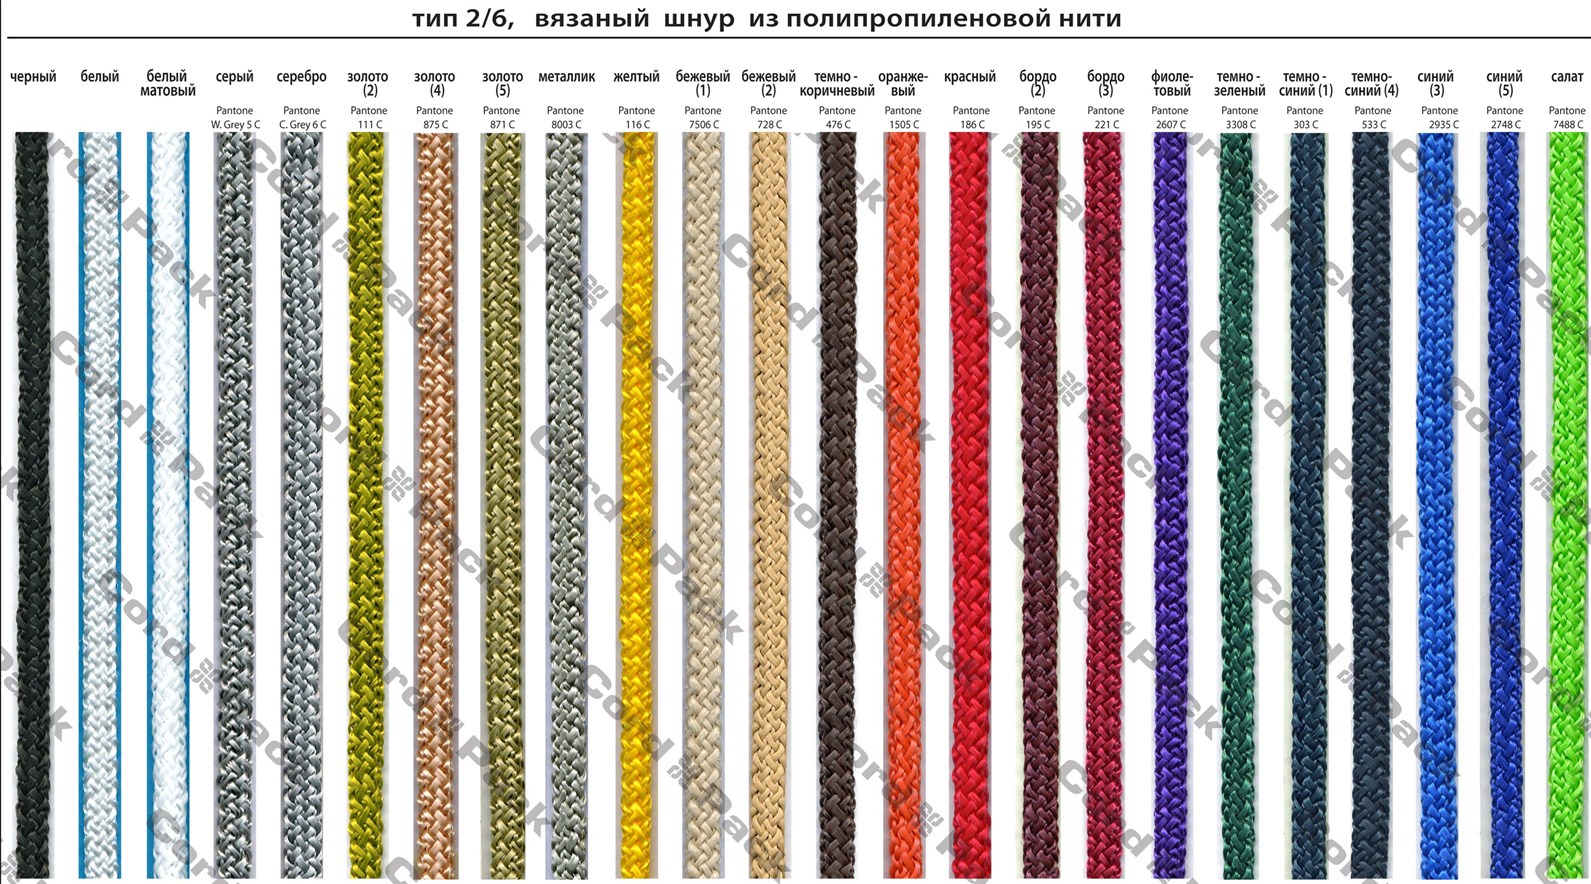 тип 2/6, вязаный шнур из полипропиленовой нити
черный
белый
белый
матовый
серый
Pantone
W. Grey 5 C
серебро
Pantone
C. Grey 6 C
золото
(2)
Pantone
111 C
золото
(4)
Pantone
875 C
золото
(5)
Pantone
871 C
металлик
Pantone
8003 C
желтый
Pantone
116 C
бежевый
(1)
Pantone
7506 C
бежевый
(2)
Pantone
728 C
темно -
коричневый
Pantone
476 C
оранже-
вый
Pantone
1505 C
красный
Pantone
186 C
бордо
(2)
Pantone
195 C
бордо
(3)
Pantone
221 C
фиоле-
товый
Pantone
2607 C
темно -
зеленый
Pantone
3308 C
темно -
синий (1)
Pantone
303 C
темно-
синий (4)
Pantone
533 C
синий
(3)
Pantone
2935 C
синий
(5)
Pantone
2748 C
салат
Pantone
7488 C
Cord Pack